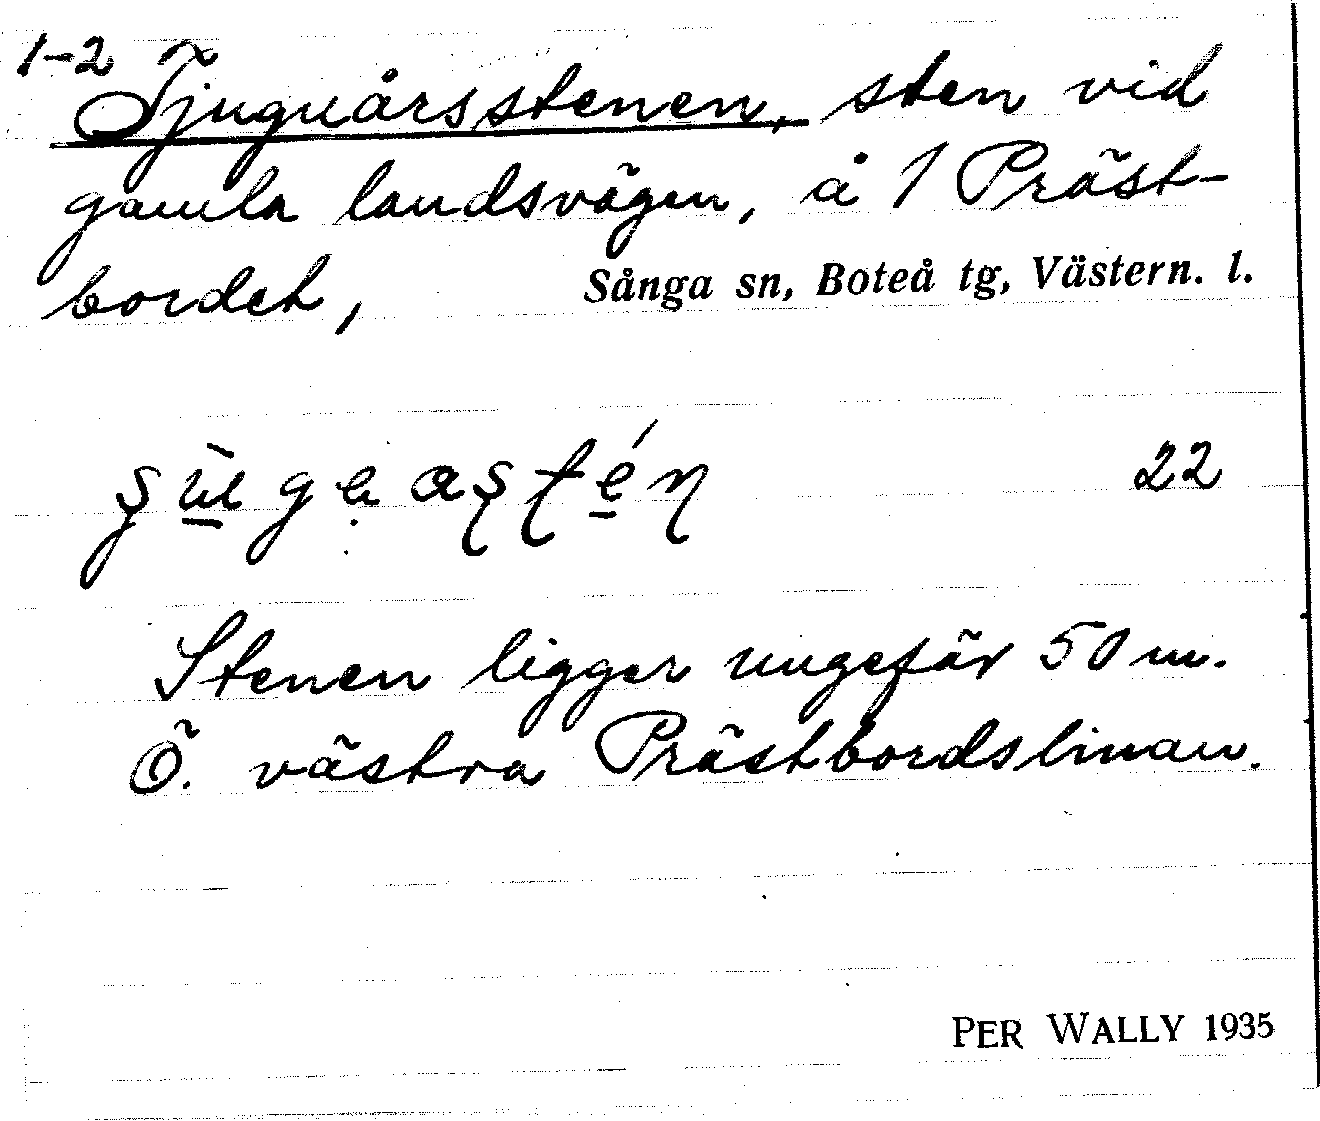 1-2
Tjuguårsstenen, sten vid
gamla landsvägen, å 1 Präst-
bordet, Sånga sn, Boteå tg, Västern. l.
22
Stenen ligger ungefär 50 m.
Ö. västra Prästbordslinan.
PER WALLY 1935